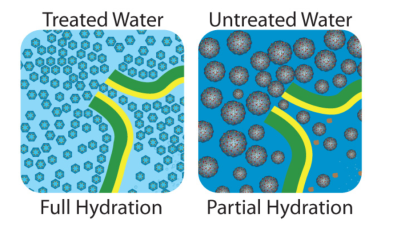 Treated Water
Untreated Water
Full Hydration
Partial Hydration